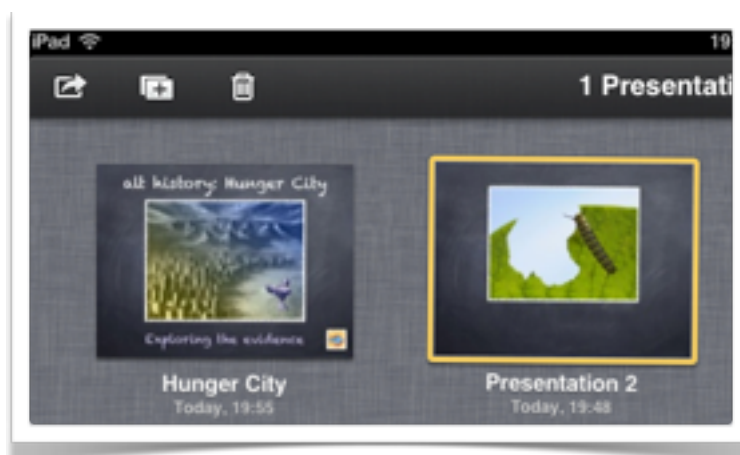 iPad 19
1 Presentati
alt history: Hunger City
Exploring the evidence
Hunger City
Today, 19:55
Presentation 2
Today, 19:48